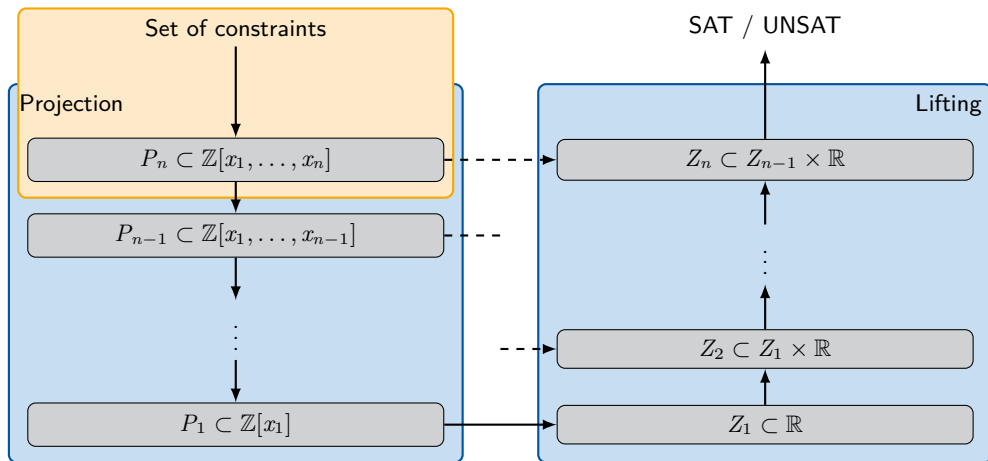 Set of constraints
Projection
P_n ⊂ ℤ[x_1, . . . , x_n]
P_{n−1} ⊂ ℤ[x_1, . . . , x_{n−1}]
⋮
P_1 ⊂ ℤ[x_1]
SAT / UNSAT
Lifting
Z_n ⊂ Z_{n−1} × ℝ
⋮
Z_2 ⊂ Z_1 × ℝ
Z_1 ⊂ ℝ